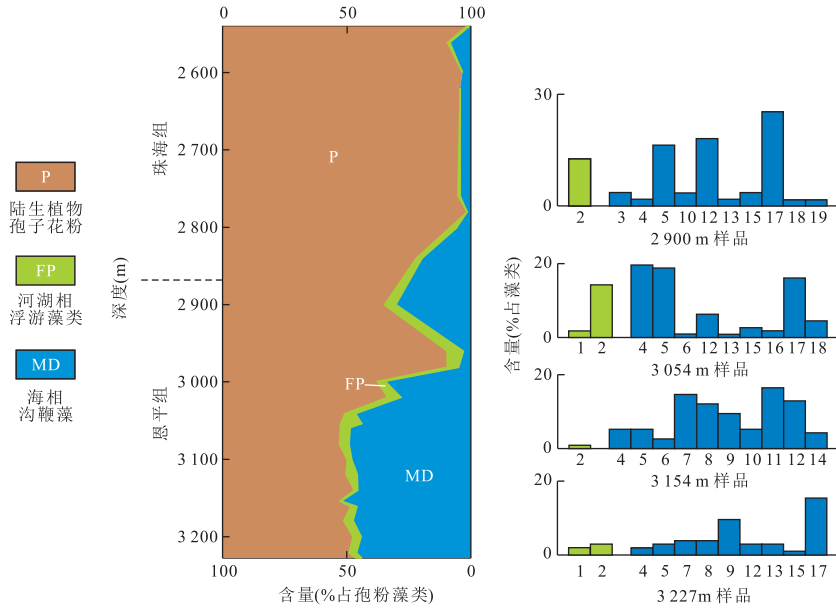 0 50 100
P
陆生植物
孢子花粉
FP
河湖相
浮游藻类
MD
海相
沟鞭藻
珠海组
恩平组
深度(m)
2 600
2 700
2 800
2 900
3 000
3 100
3 200
P
FP
MD
100 50 0
含量(%占孢粉藻类)
含量(%占藻类)
30
0
2 3 4 5 10 12 13 15 17 18 19
2 900 m 样品
20
0
1 2 4 5 6 12 13 15 16 17 18
3 054 m 样品
20
0
2 4 5 6 7 8 9 10 11 12 14
3 154 m 样品
20
0
1 2 4 5 7 8 9 12 13 15 17
3 227m 样品